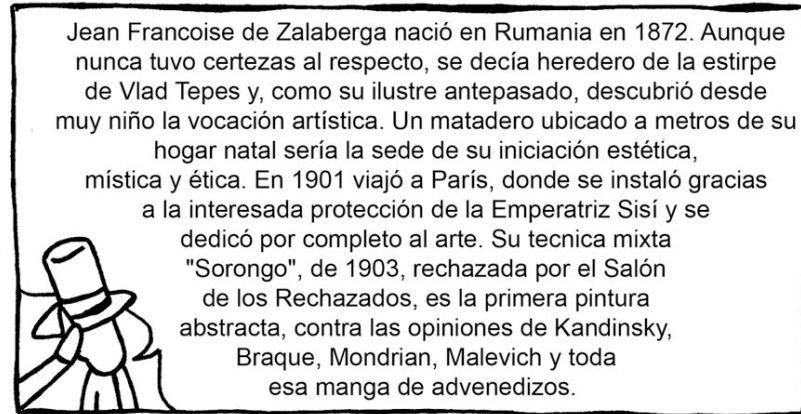 Jean Francoise de Zalaberga nació en Rumania en 1872. Aunque
nunca tuvo certezas al respecto, se decía heredero de la estirpe
de Vlad Tepes y, como su ilustre antepasado, descubrió desde
muy niño la vocación artística. Un matadero ubicado a metros de su
hogar natal sería la sede de su iniciación estética,
mística y ética. En 1901 viajó a París, donde se instaló gracias
a la interesada protección de la Emperatriz Sisí y se
dedicó por completo al arte. Su tecnica mixta
"Sorongo", de 1903, rechazada por el Salón
de los Rechazados, es la primera pintura
abstracta, contra las opiniones de Kandinsky,
Braque, Mondrian, Malevich y toda
esa manga de advenedizos.